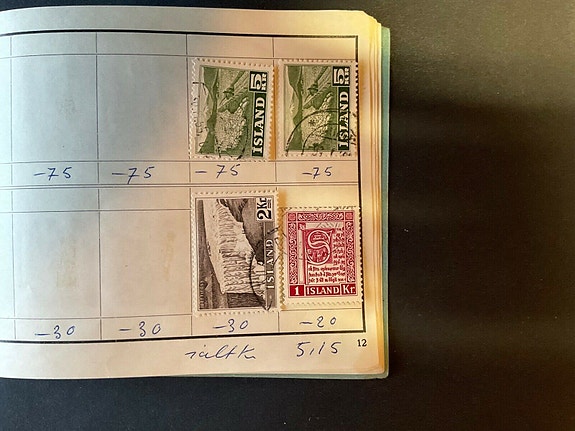 5 Kr ISLAND 5 Kr ISLAND
-75 -75 -75 -75
2 Kr ISLAND
1 ISLAND Kr.
-30 -30 -30 -20
5,15
12